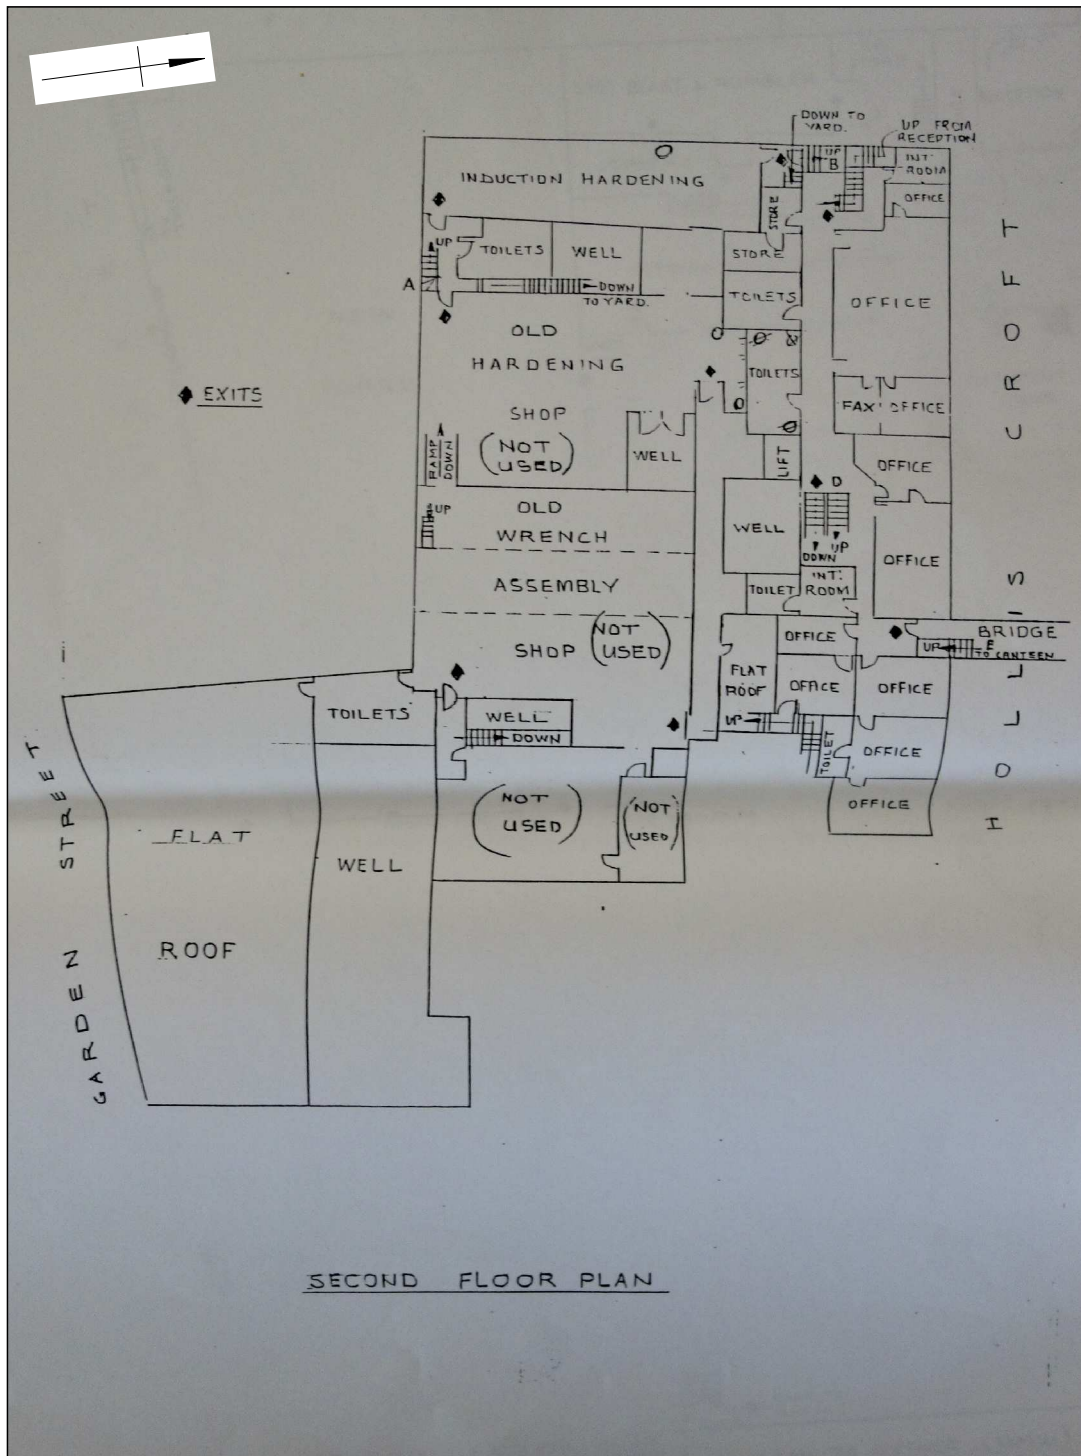 DOWN TO
YARD.
UP FROM
RECEPTION
UP
B
INT:
ROOM
INDUCTION HARDENING
STORE
OFFICE
UP
TOILETS
WELL
STORE
A
DOWN
TO YARD.
TOILETS
OFFICE
OLD
HARDENING
SHOP
(NOT
USED)
TOILETS
EXITS
FAX
OFFICE
RAMP
DOWN
WELL
LIFT
OFFICE
D
UP
OLD
WRENCH
ASSEMBLY
SHOP
(NOT
USED)
WELL
DOWN
UP
OFFICE
TOILET
INT:
ROOM
OFFICE
BRIDGE
UP
E
TO CANTEEN
FLAT
ROOF
OFFICE
OFFICE
TOILETS
WELL
DOWN
UP
TOILET
OFFICE
OFFICE
(NOT
USED)
(NOT
USED)
FLAT
ROOF
WELL
GARDEN STREET
HOLLIS CROFT
SECOND FLOOR PLAN